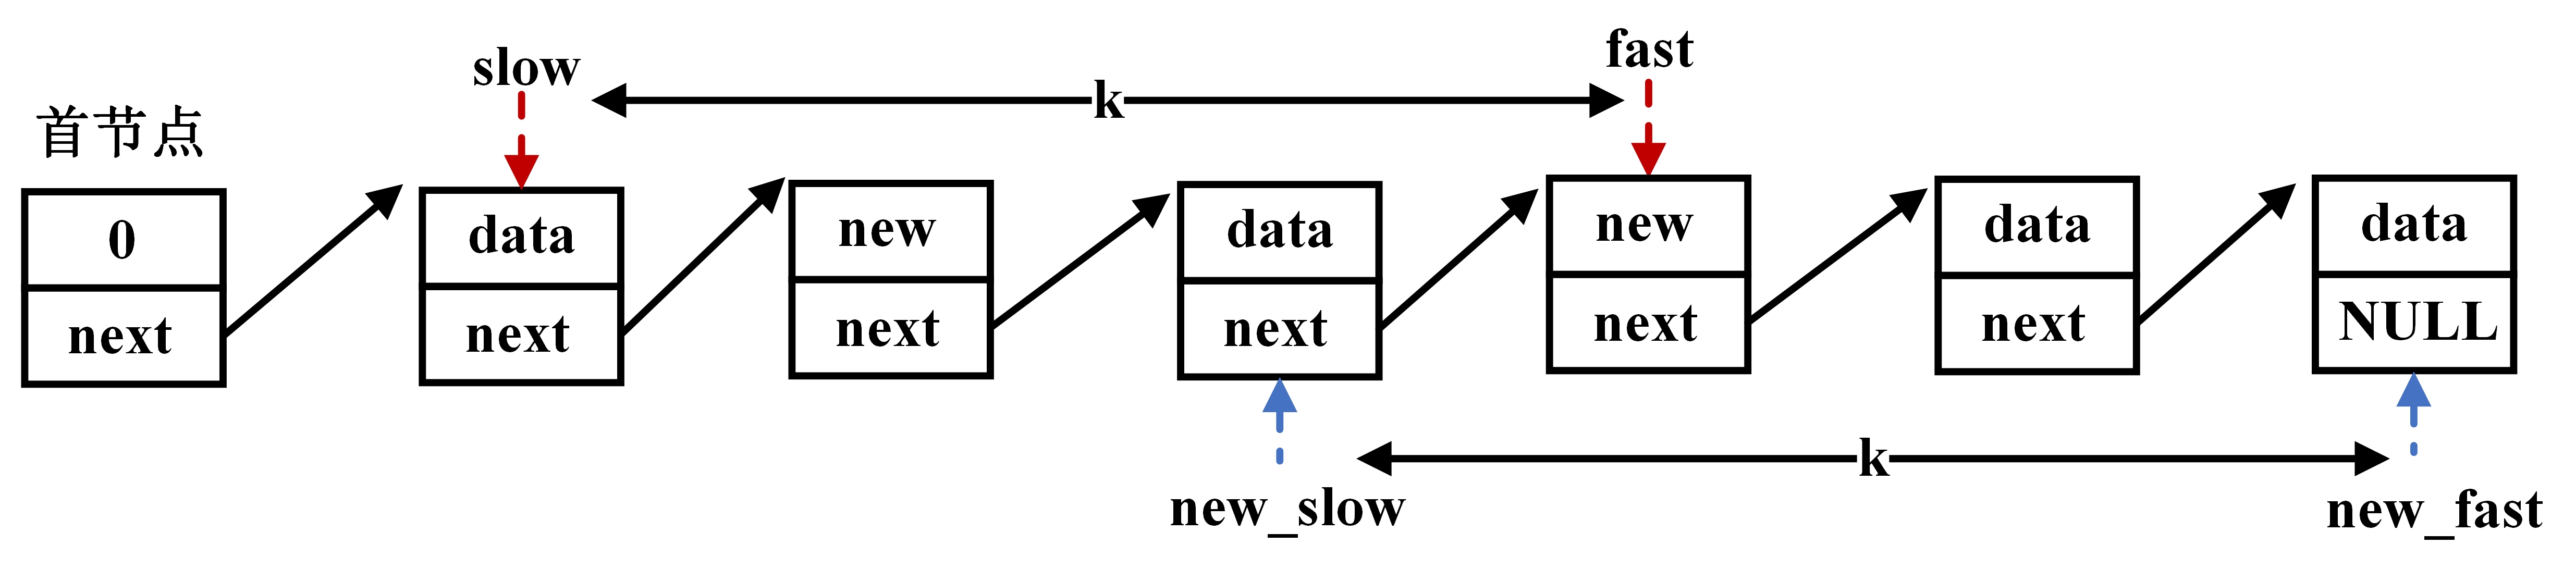 slow
fast
k
首节点
0
next
data
next
new
next
data
next
new
next
data
next
data
NULL
k
new_slow
new_fast